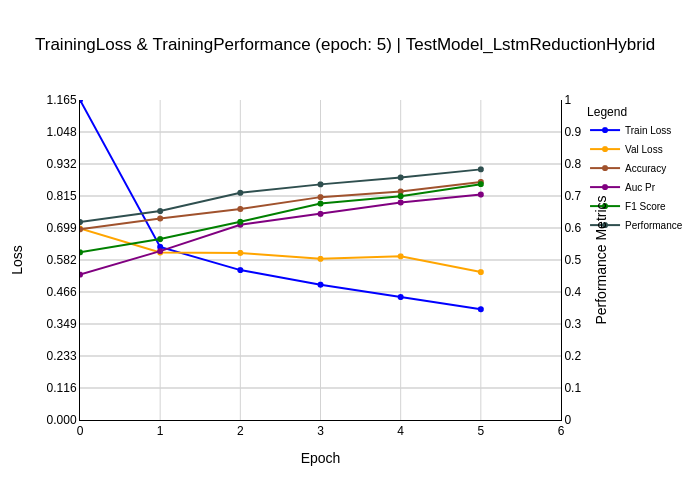 TrainingLoss & TrainingPerformance (epoch: 5) | TestModel_LstmReductionHybrid
1.165
1.048
0.932
0.815
0.699
0.582
0.466
0.349
0.233
0.116
0.000
Loss
0
1
2
3
4
5
6
Epoch
1
0.9
0.8
0.7
0.6
0.5
0.4
0.3
0.2
0.1
0
Performance Metrics
Legend
Train Loss
Val Loss
Accuracy
Auc Pr
F1 Score
Performance